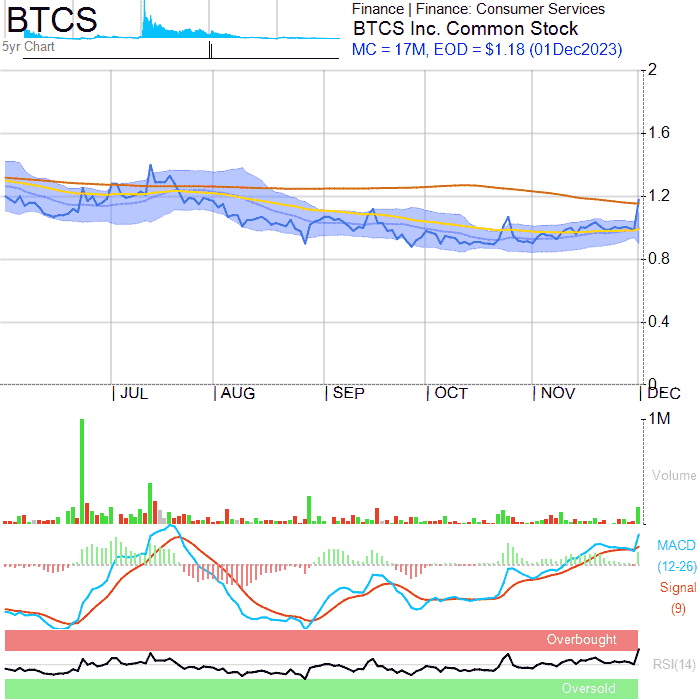 BTCS
5yr Chart
Finance | Finance: Consumer Services
BTCS Inc. Common Stock
MC = 17M, EOD = $1.18 (01Dec2023)
2
1.6
1.2
0.8
0.4
0
JUL AUG SEP OCT NOV DEC
1M
Volume
MACD
(12-26)
Signal
(9)
Overbought
RSI(14)
Oversold